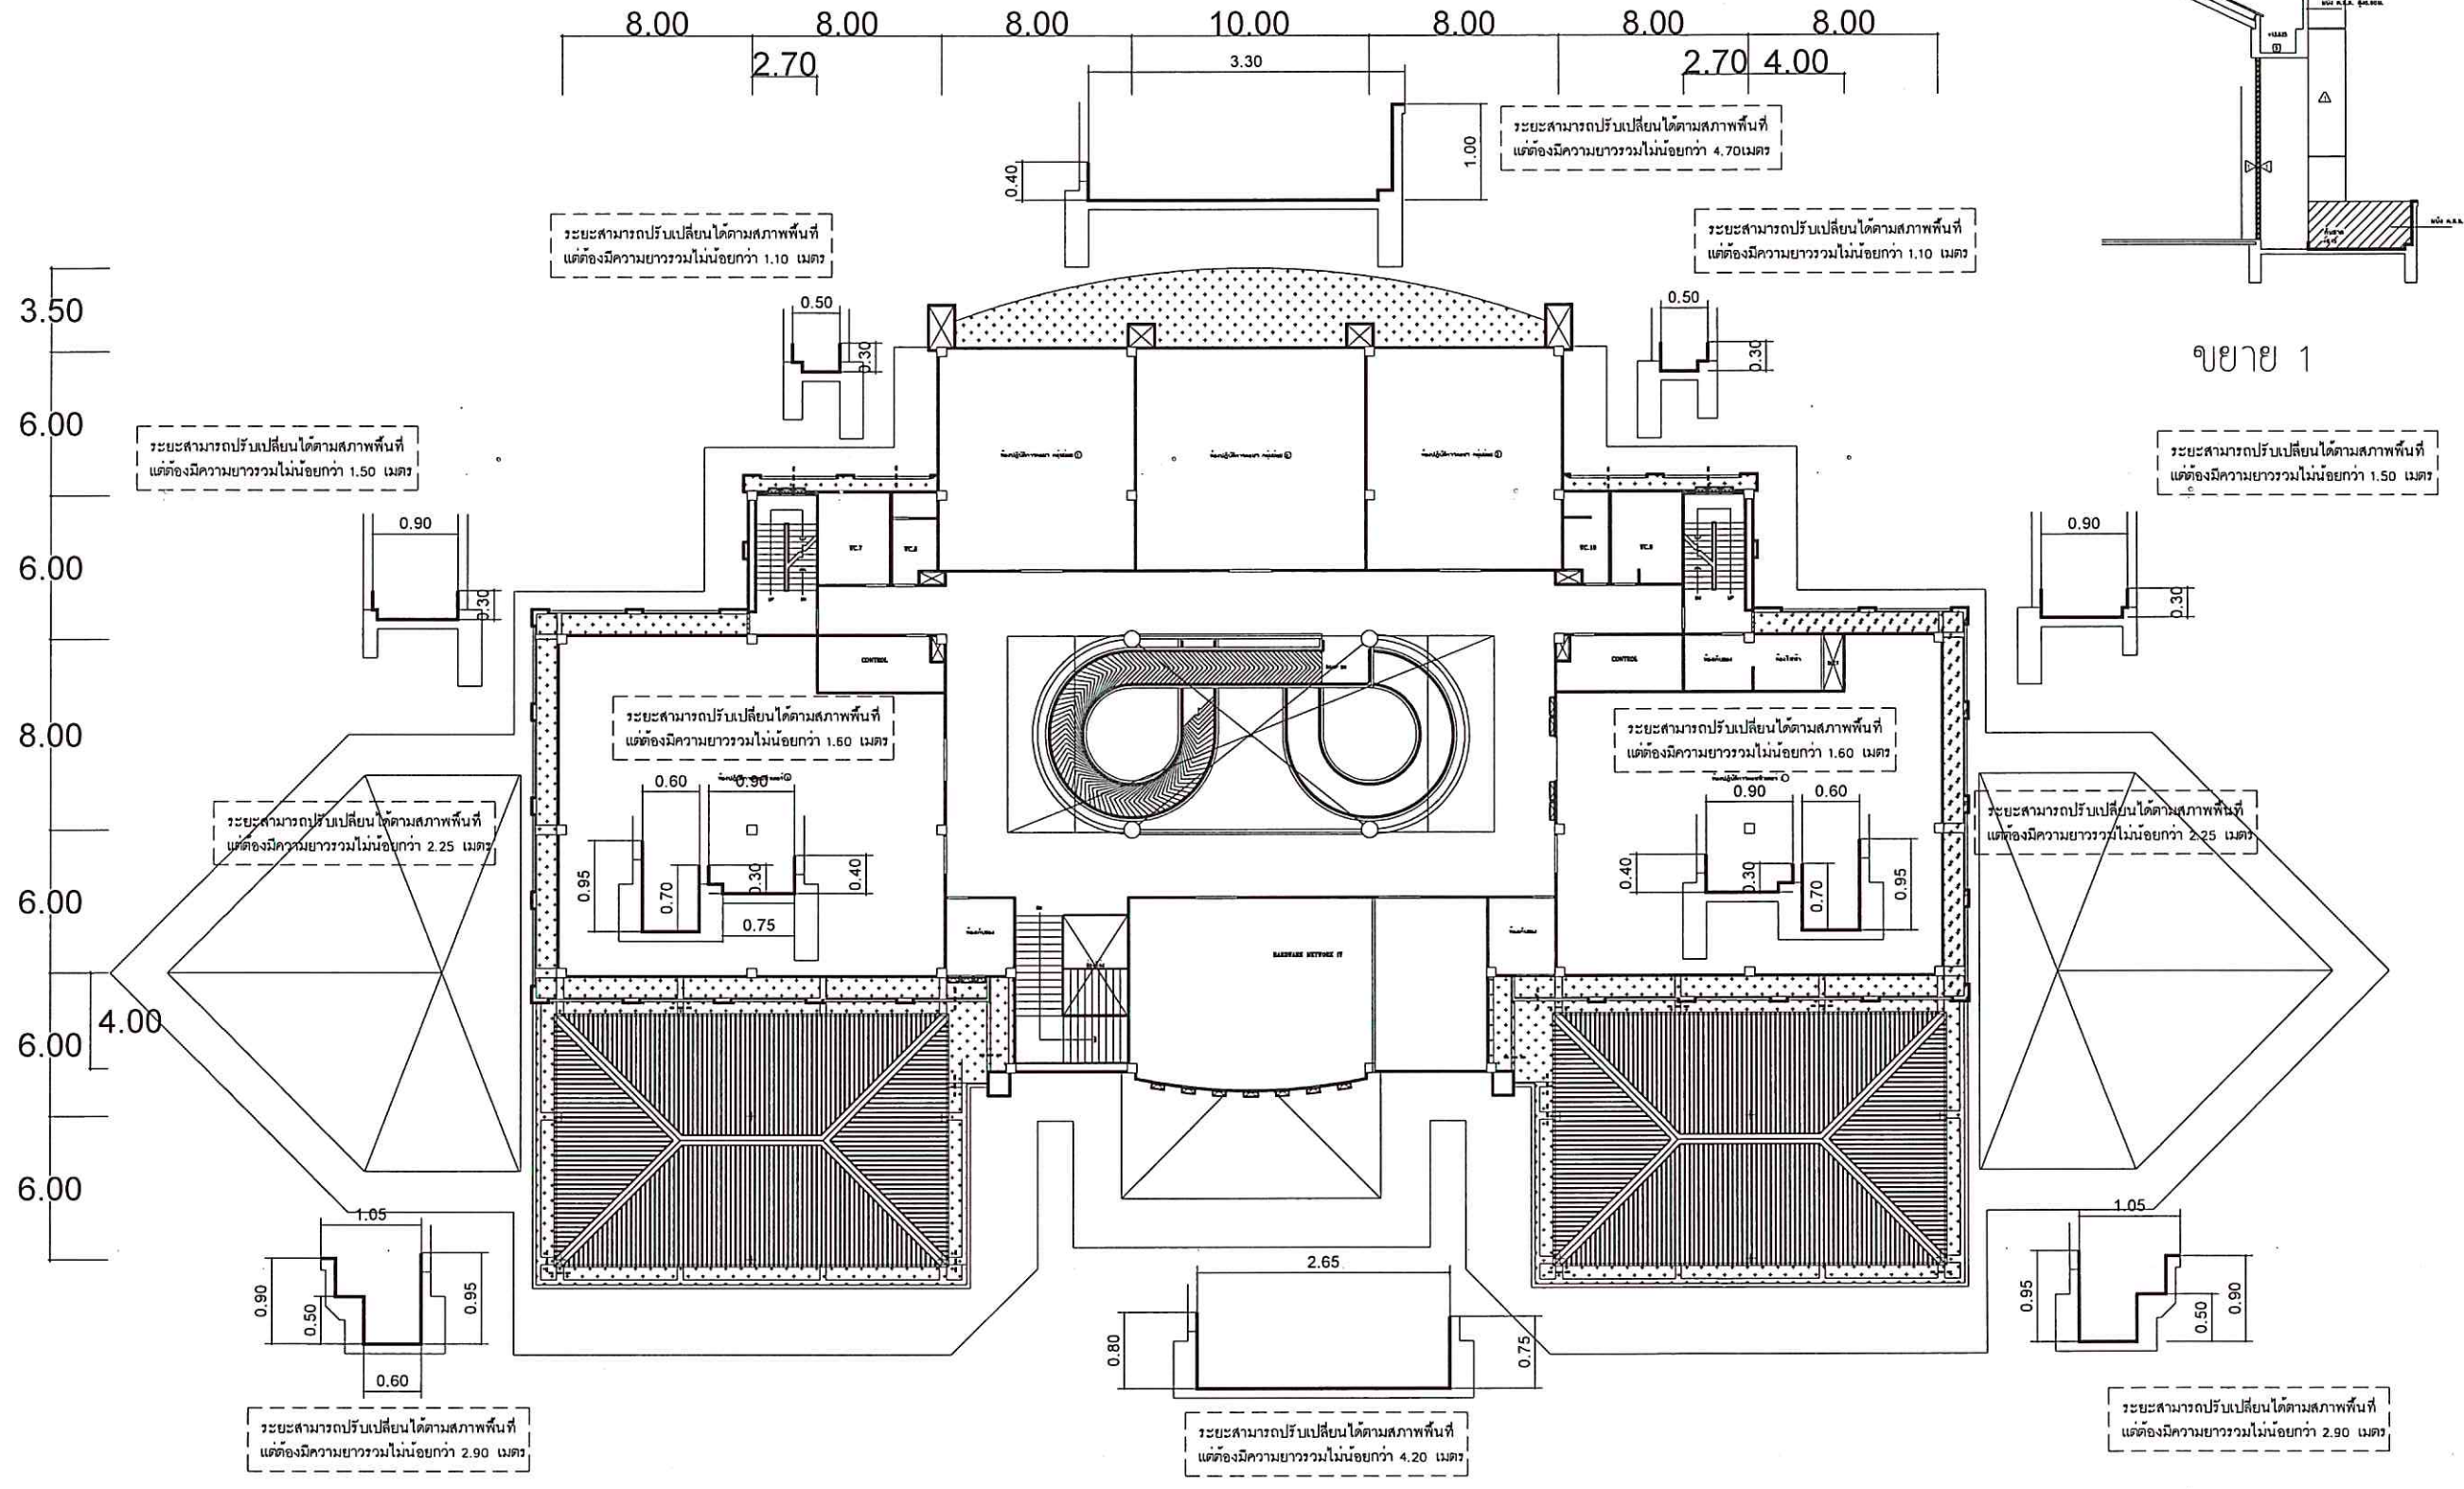 8.00 8.00 8.00 10.00 8.00 8.00 8.00
2.70 3.30 2.70 4.00
ระยะสามารถปรับเปลี่ยนได้ตามสภาพพื้นที่
แต่ต้องมีความยาวรวมไม่น้อยกว่า 4.70เมตร
0.40
1.00
ระยะสามารถปรับเปลี่ยนได้ตามสภาพพื้นที่
แต่ต้องมีความยาวรวมไม่น้อยกว่า 1.10 เมตร
ระยะสามารถปรับเปลี่ยนได้ตามสภาพพื้นที่
แต่ต้องมีความยาวรวมไม่น้อยกว่า 1.10 เมตร
3.50
0.50
0.30
0.50
0.30
ขยาย 1
6.00
ระยะสามารถปรับเปลี่ยนได้ตามสภาพพื้นที่
แต่ต้องมีความยาวรวมไม่น้อยกว่า 1.50 เมตร
ระยะสามารถปรับเปลี่ยนได้ตามสภาพพื้นที่
แต่ต้องมีความยาวรวมไม่น้อยกว่า 1.50 เมตร
0.90
0.30
0.90
0.30
6.00
CONTROL
CONTROL
ระยะสามารถปรับเปลี่ยนได้ตามสภาพพื้นที่
แต่ต้องมีความยาวรวมไม่น้อยกว่า 1.60 เมตร
ระยะสามารถปรับเปลี่ยนได้ตามสภาพพื้นที่
แต่ต้องมีความยาวรวมไม่น้อยกว่า 1.60 เมตร
8.00
0.60 0.90
0.90 0.60
ระยะสามารถปรับเปลี่ยนได้ตามสภาพพื้นที่
แต่ต้องมีความยาวรวมไม่น้อยกว่า 2.25 เมตร
ระยะสามารถปรับเปลี่ยนได้ตามสภาพพื้นที่
แต่ต้องมีความยาวรวมไม่น้อยกว่า 2.25 เมตร
0.95 0.70 0.30 0.40
0.75
0.40 0.30 0.70 0.95
6.00
HARDWARE NETWORK IT
4.00
6.00
6.00
1.05
0.90 0.50 0.95
0.60
2.65
0.80 0.75
1.05
0.95 0.50 0.90
ระยะสามารถปรับเปลี่ยนได้ตามสภาพพื้นที่
แต่ต้องมีความยาวรวมไม่น้อยกว่า 2.90 เมตร
ระยะสามารถปรับเปลี่ยนได้ตามสภาพพื้นที่
แต่ต้องมีความยาวรวมไม่น้อยกว่า 4.20 เมตร
ระยะสามารถปรับเปลี่ยนได้ตามสภาพพื้นที่
แต่ต้องมีความยาวรวมไม่น้อยกว่า 2.90 เมตร